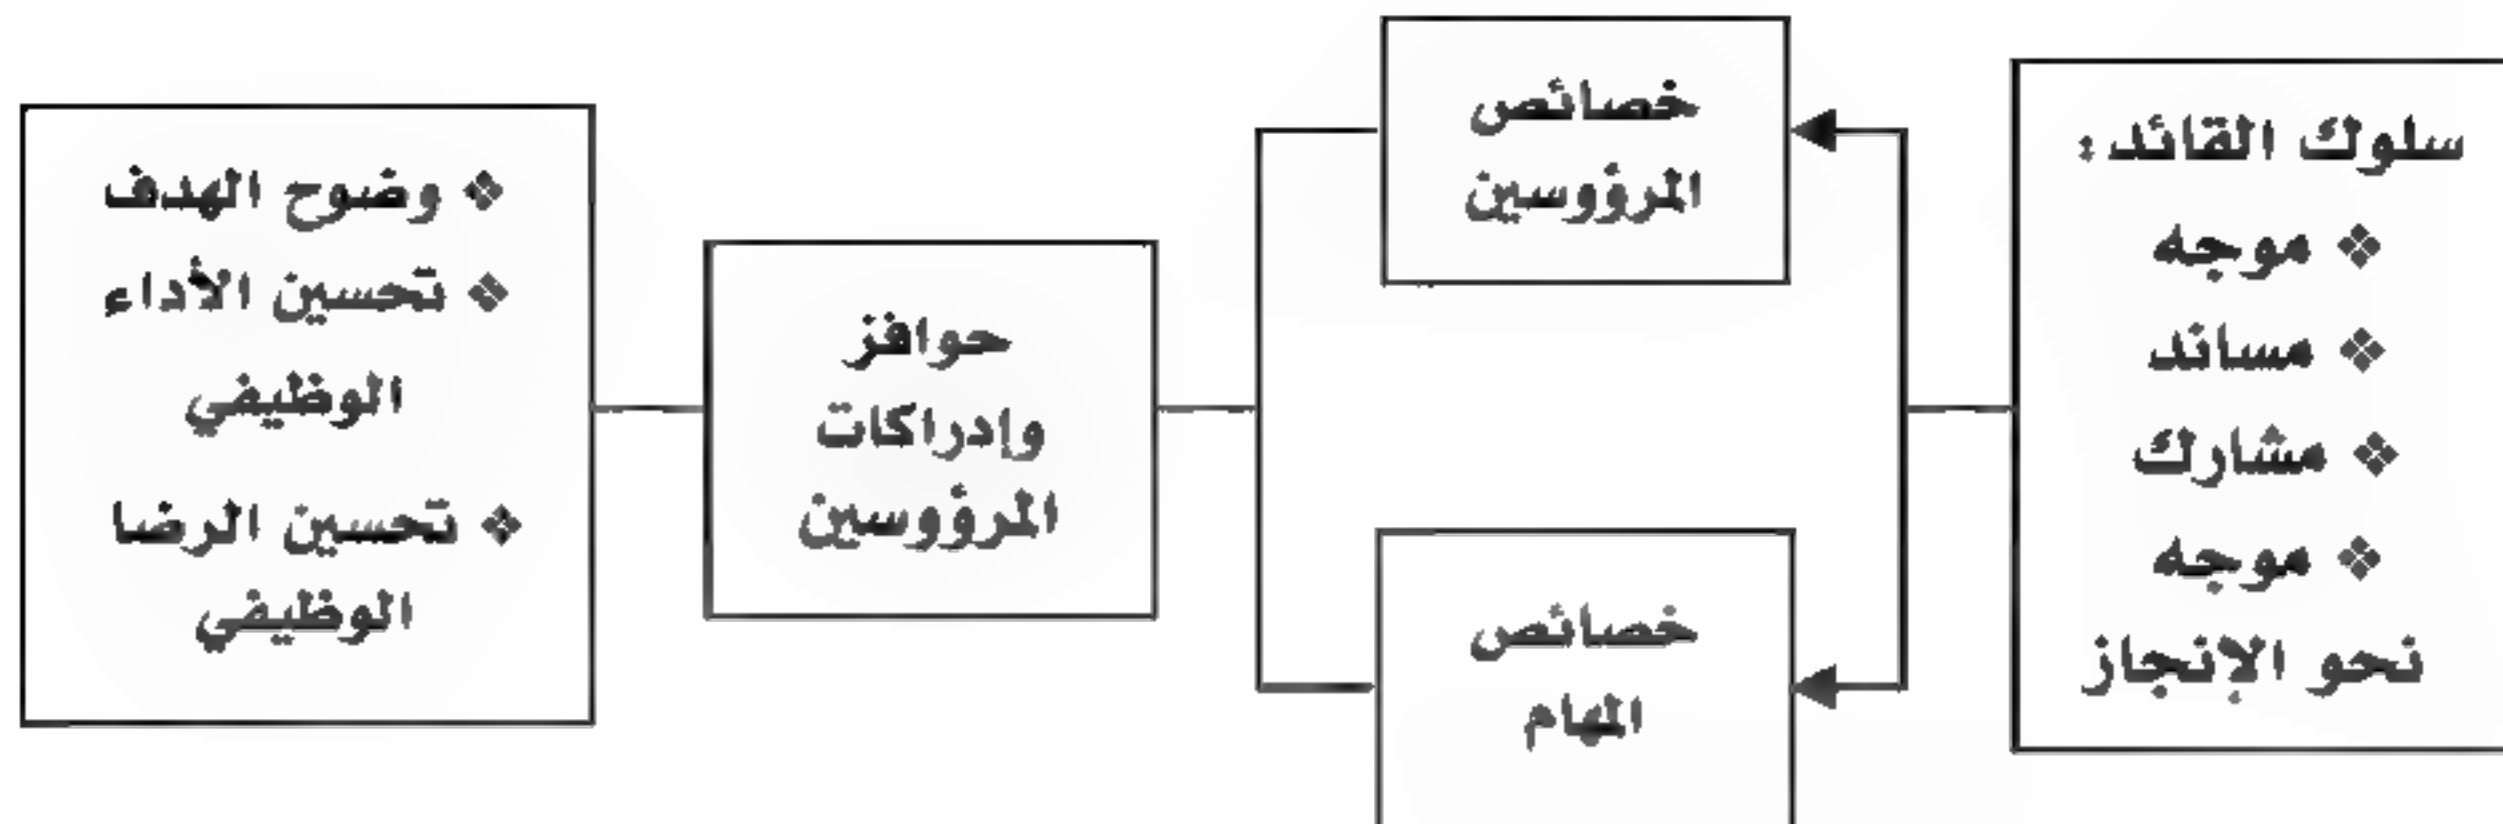 سلوك القائد:
❖ موجه
❖ مساند
❖ مشارك
❖ موجه
نحو الإنجاز
خصائص
المرؤوسين
خصائص
المهام
حوافز
وإدراكات
المرؤوسين
❖ وضوح الهدف
❖ تحسين الأداء
الوظيفي
❖ تحسين الرضا
الوظيفي